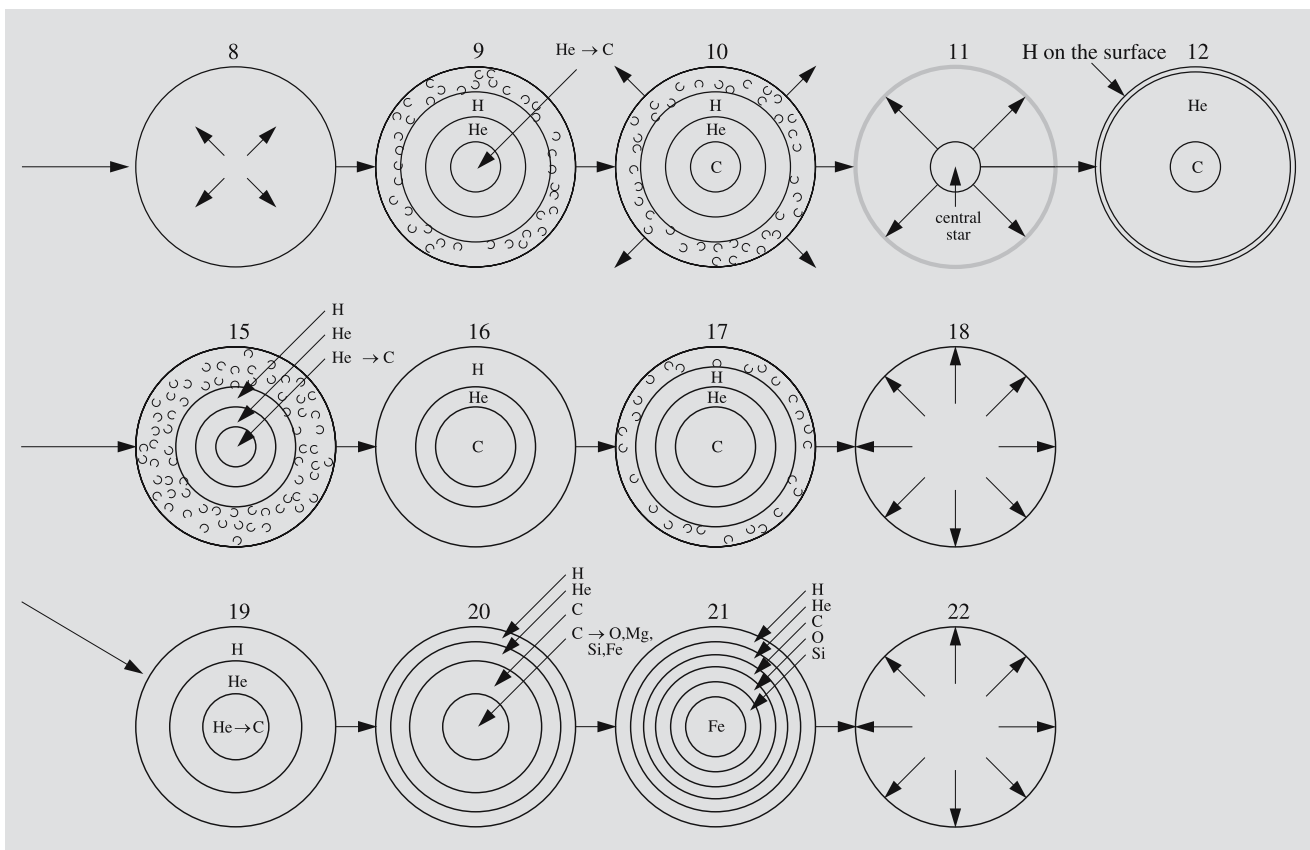 8
9
He → C
H
He
10
H
He
C
11
central
star
H on the surface
12
He
C
15
H
He
He → C
16
H
He
C
17
H
He
C
18
19
H
He
He→C
20
H
He
C
C → O,Mg,
Si,Fe
21
H
He
C
O
Si
Fe
22